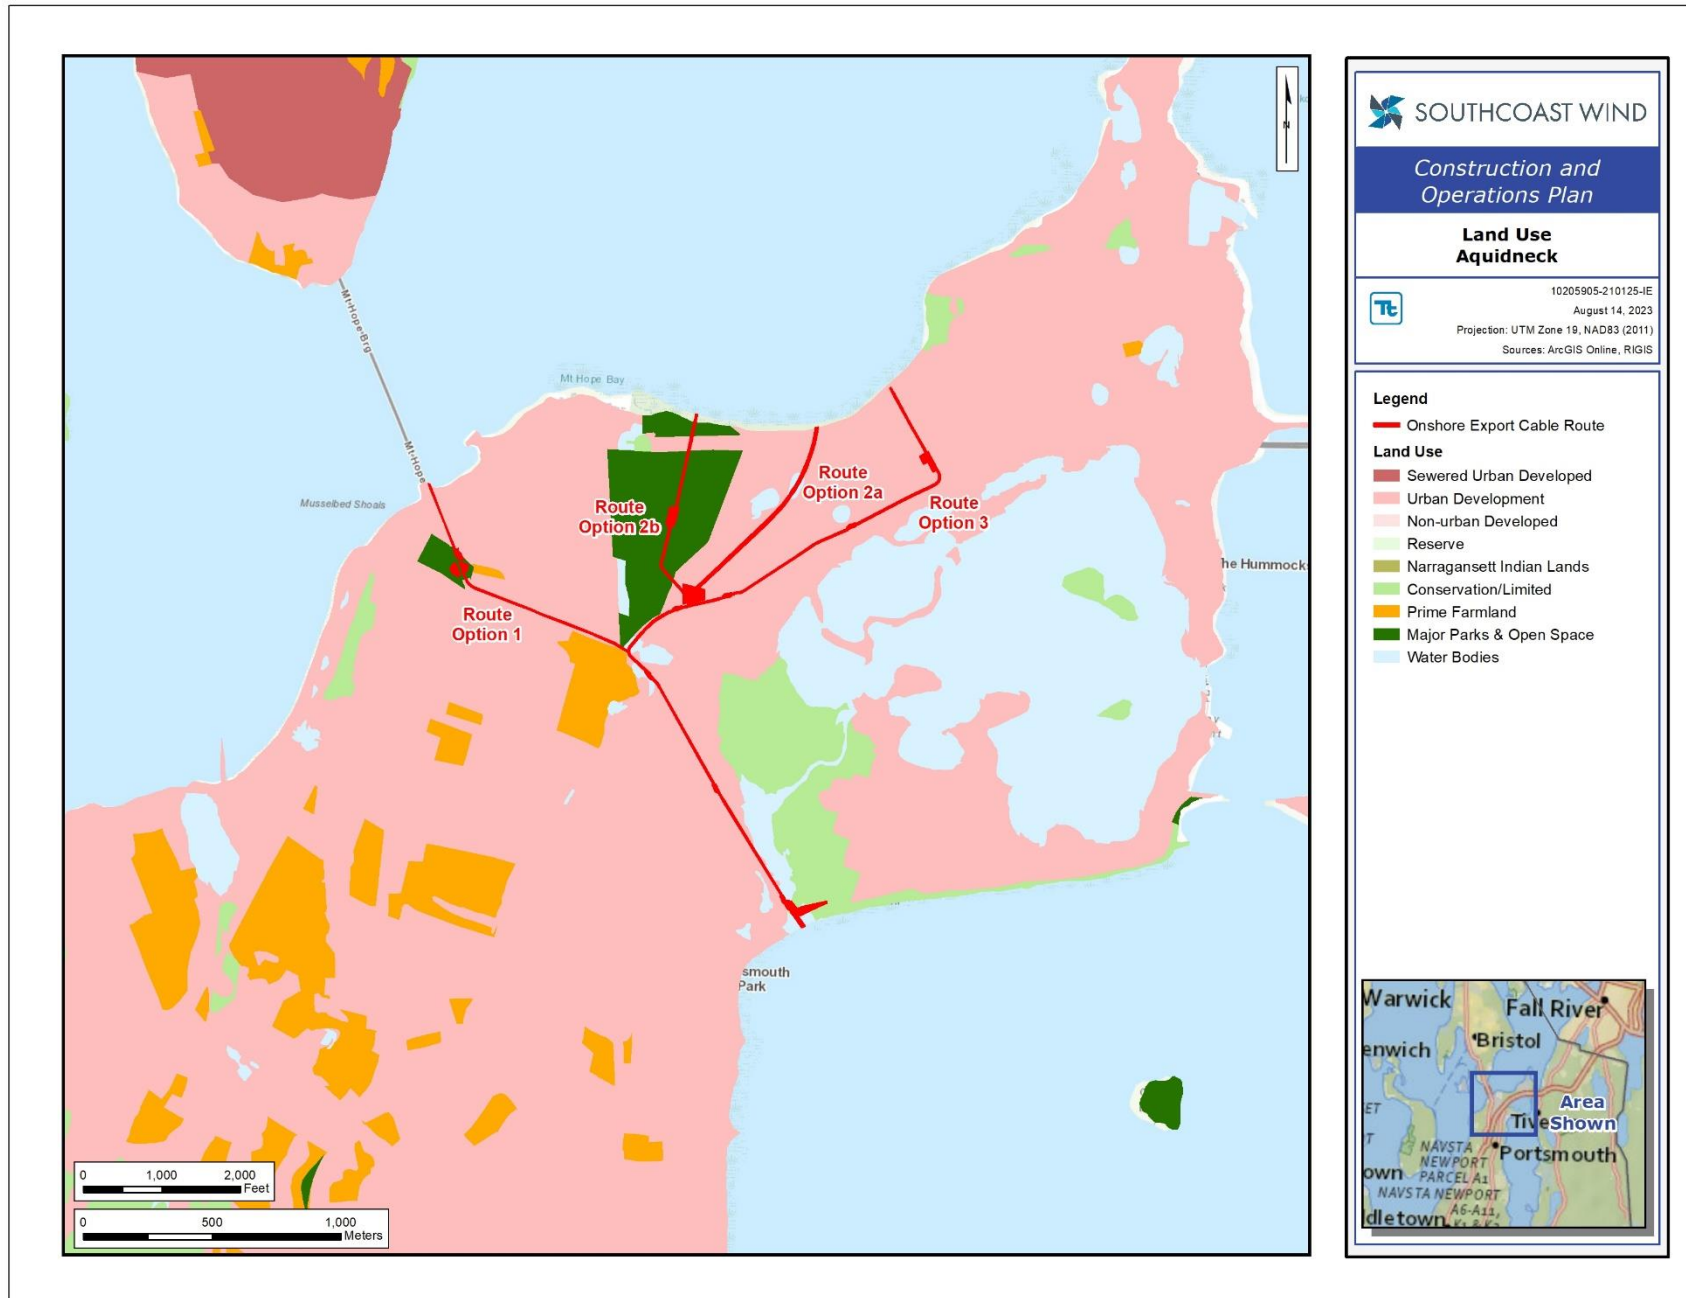 Mt-Hope-Brg
Mt-Hope
Mt Hope Bay
Musselbed Shoals
Route
Option 2b
Route
Option 2a
Route
Option 3
Route
Option 1
he Hummocks
smouth
Park
N
0 1,000 2,000
Feet
0 500 1,000
Meters
SOUTHCOAST WIND
Construction and
Operations Plan
Land Use
Aquidneck
Tt
10205905-210125-IE
August 14, 2023
Projection: UTM Zone 19, NAD83 (2011)
Sources: ArcGIS Online, RIGIS
Legend
Onshore Export Cable Route
Land Use
Sewered Urban Developed
Urban Development
Non-urban Developed
Reserve
Narragansett Indian Lands
Conservation/Limited
Prime Farmland
Major Parks & Open Space
Water Bodies
Warwick
Fall River
Bristol
enwich
Area
Shown
Tive
NAVSTA
NEWPORT
PARCEL A1
Portsmouth
own
NAVSTA NEWPORT
A6-A11,
dletown